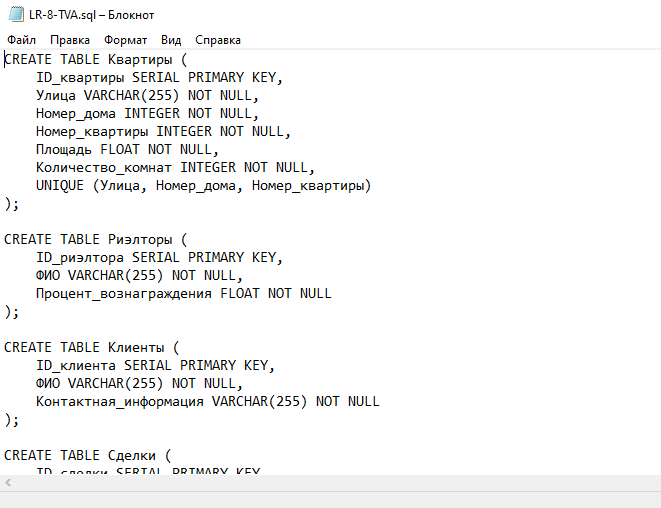 LR-8-TVA.sql – Блокнот
Файл Правка Формат Вид Справка
CREATE TABLE Квартиры (
    ID_квартиры SERIAL PRIMARY KEY,
    Улица VARCHAR(255) NOT NULL,
    Номер_дома INTEGER NOT NULL,
    Номер_квартиры INTEGER NOT NULL,
    Площадь FLOAT NOT NULL,
    Количество_комнат INTEGER NOT NULL,
    UNIQUE (Улица, Номер_дома, Номер_квартиры)
);
CREATE TABLE Риэлторы (
    ID_риэлтора SERIAL PRIMARY KEY,
    ФИО VARCHAR(255) NOT NULL,
    Процент_вознаграждения FLOAT NOT NULL
);
CREATE TABLE Клиенты (
    ID_клиента SERIAL PRIMARY KEY,
    ФИО VARCHAR(255) NOT NULL,
    Контактная_информация VARCHAR(255) NOT NULL
);
CREATE TABLE Сделки (
    ID_сделки SERIAL PRIMARY KEY